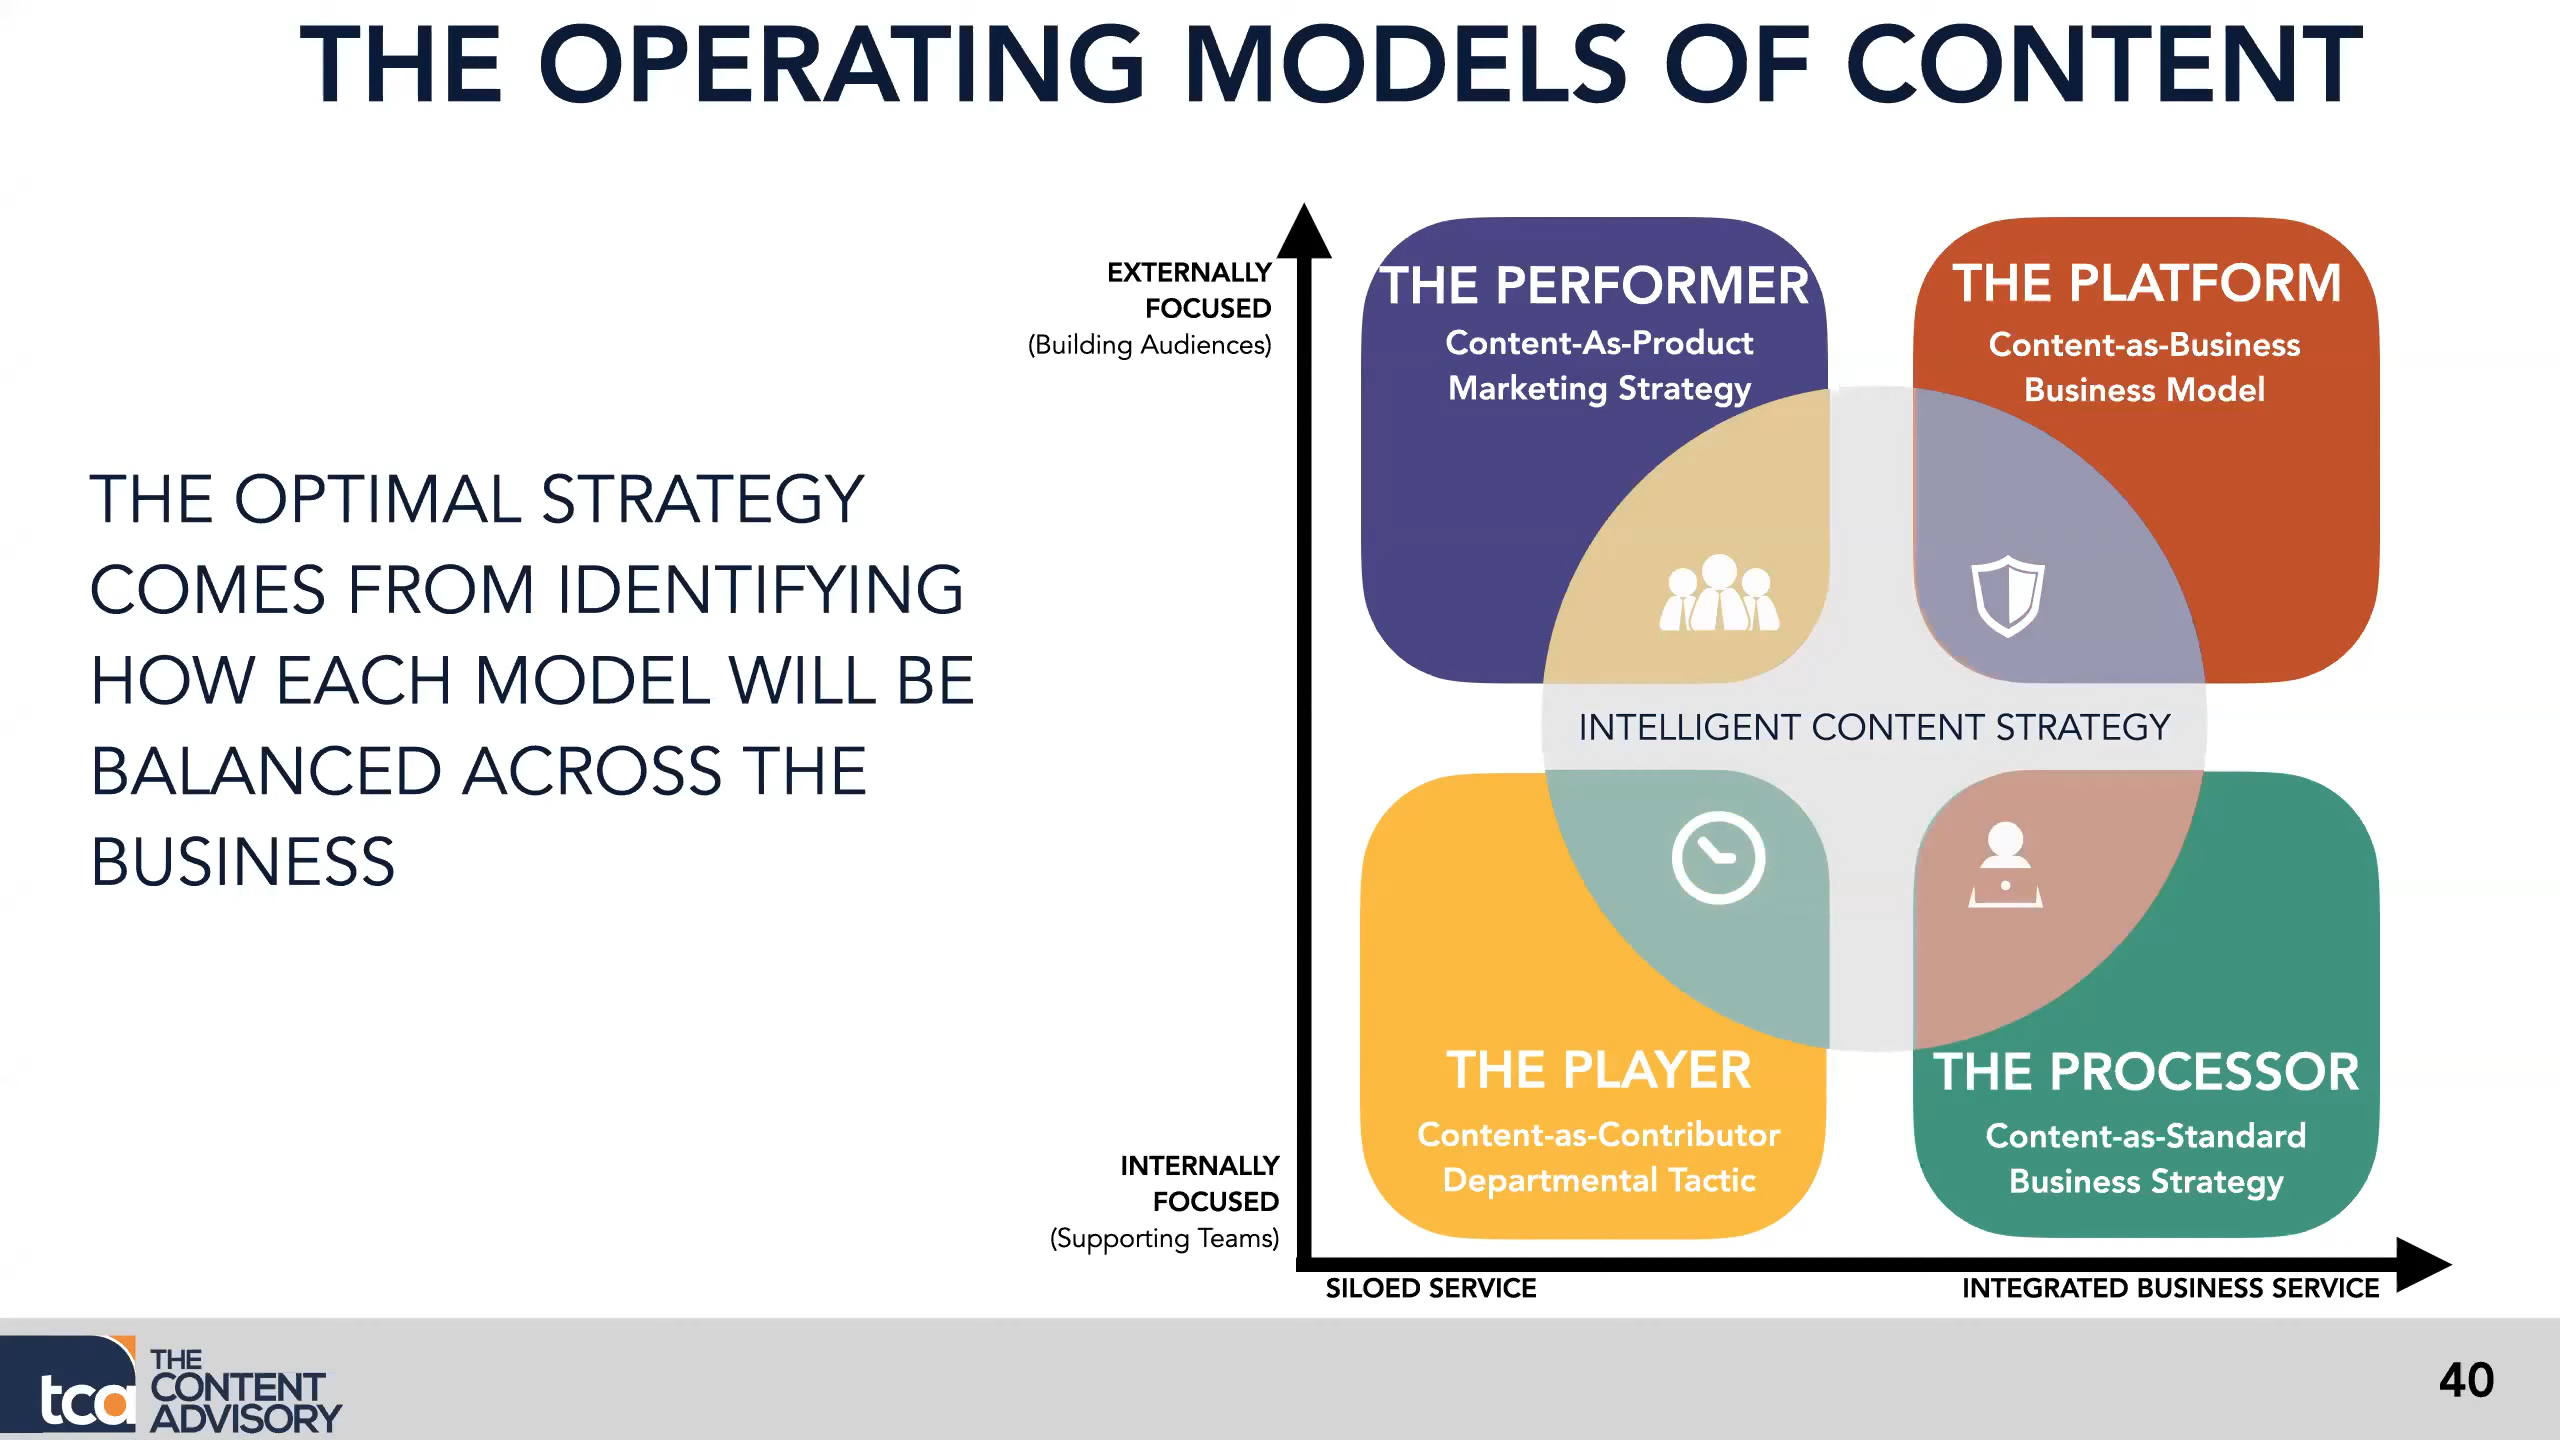 THE OPERATING MODELS OF CONTENT
THE OPTIMAL STRATEGY
COMES FROM IDENTIFYING
HOW EACH MODEL WILL BE
BALANCED ACROSS THE
BUSINESS
EXTERNALLY
FOCUSED
(Building Audiences)
THE PERFORMER
Content-As-Product
Marketing Strategy
THE PLATFORM
Content-as-Business
Business Model
INTELLIGENT CONTENT STRATEGY
THE PLAYER
Content-as-Contributor
Departmental Tactic
THE PROCESSOR
Content-as-Standard
Business Strategy
INTERNALLY
FOCUSED
(Supporting Teams)
SILOED SERVICE
INTEGRATED BUSINESS SERVICE
tca
THE
CONTENT
ADVISORY
40